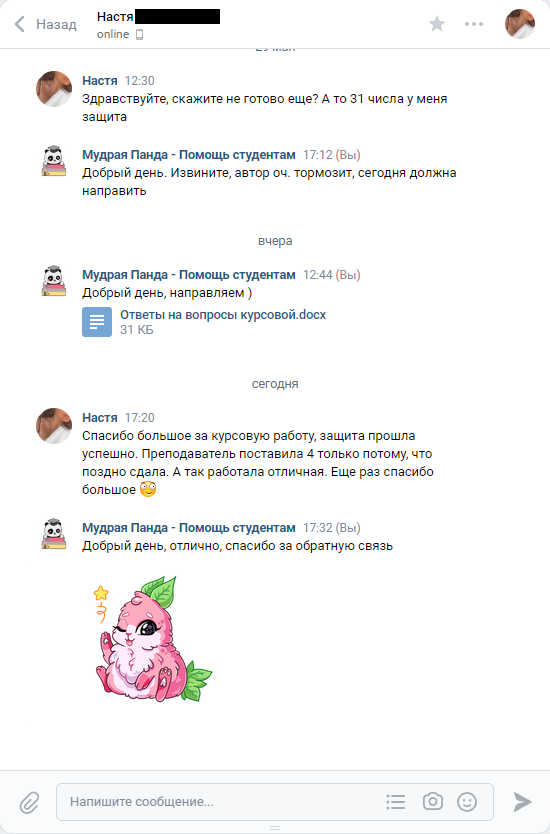 Назад
Настя
online
29 мая
Настя 12:30
Здравствуйте, скажите не готово еще? А то 31 числа у меня
защита
Мудрая Панда - Помощь студентам 17:12 (Вы)
Добрый день. Извините, автор оч. тормозит, сегодня должна
направить
вчера
Мудрая Панда - Помощь студентам 12:44 (Вы)
Добрый день, направляем )
Ответы на вопросы курсовой.docx
31 КБ
сегодня
Настя 17:20
Спасибо большое за курсовую работу, защита прошла
успешно. Преподаватель поставила 4 только потому, что
поздно сдала. А так работала отличная. Еще раз спасибо
большое
Мудрая Панда - Помощь студентам 17:32 (Вы)
Добрый день, отлично, спасибо за обратную связь
Напишите сообщение...